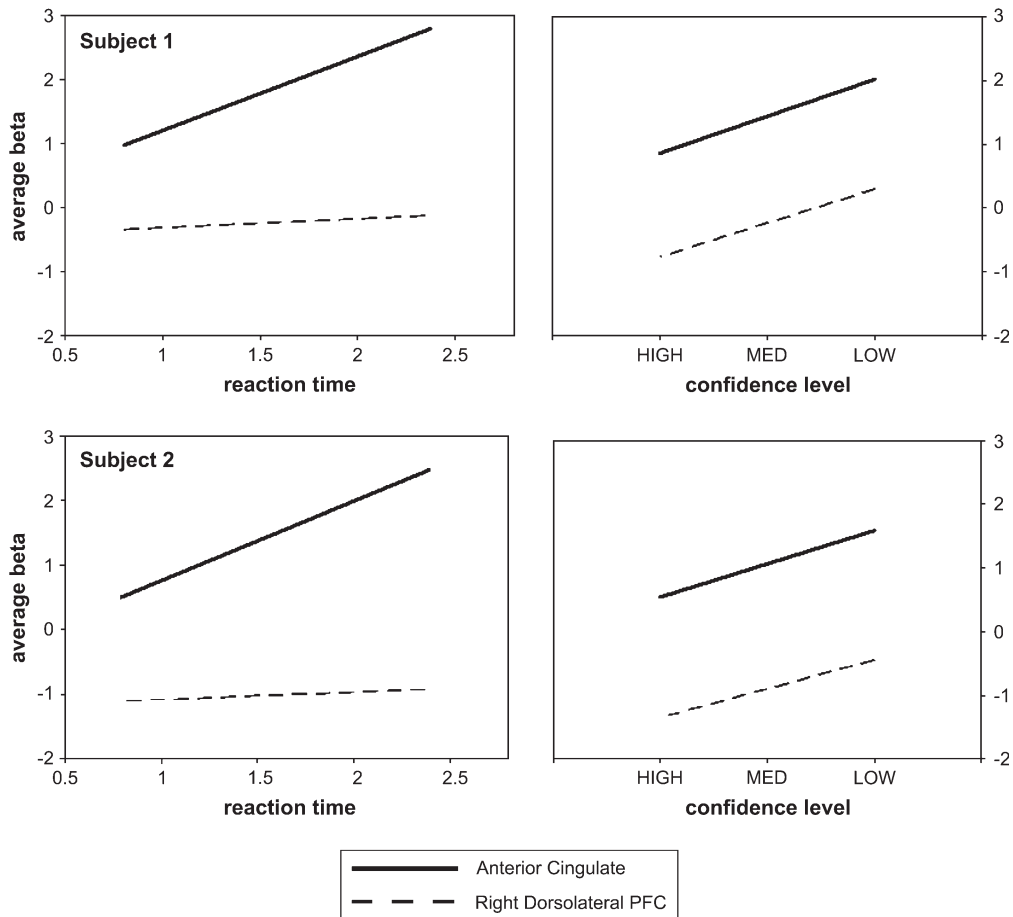 Subject 1
average beta
3
2
1
0
-1
-2
0.5 1 1.5 2 2.5
reaction time
3
2
1
0
-1
-2
HIGH MED LOW
confidence level
Subject 2
average beta
3
2
1
0
-1
-2
0.5 1 1.5 2 2.5
reaction time
3
2
1
0
-1
-2
HIGH MED LOW
confidence level
Anterior Cingulate
Right Dorsolateral PFC